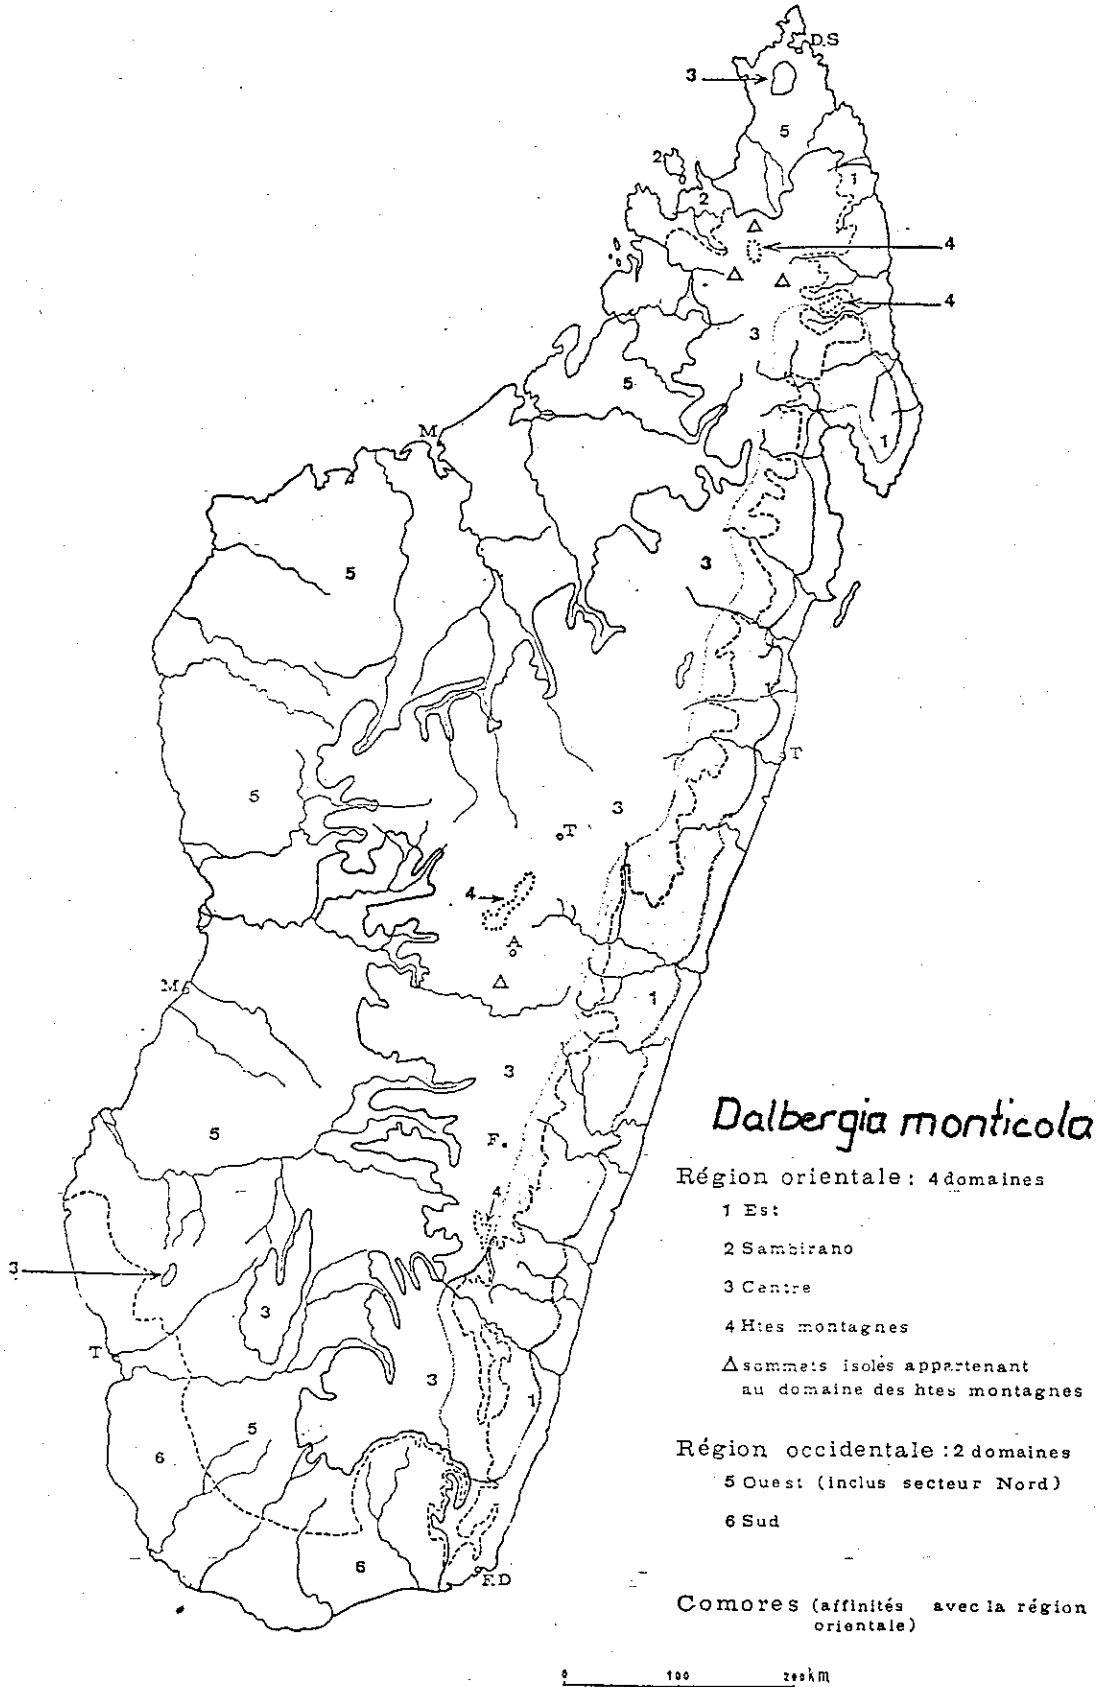 D.S
3
5
2
1
2
4
4
3
5
M
1
5
3
1
T
5
3
T
4
A
M
1
3
5
F.
4
3
3
T
3
1
5
6
6
F.D
Dalbergia monticola
Région orientale : 4 domaines
1 Est
2 Sambirano
3 Centre
4 Htes montagnes
△ sommets isolés appartenant
au domaine des htes montagnes
Région occidentale : 2 domaines
5 Ouest (inclus secteur Nord)
6 Sud
Comores (affinités avec la région
orientale)
0 100 200km